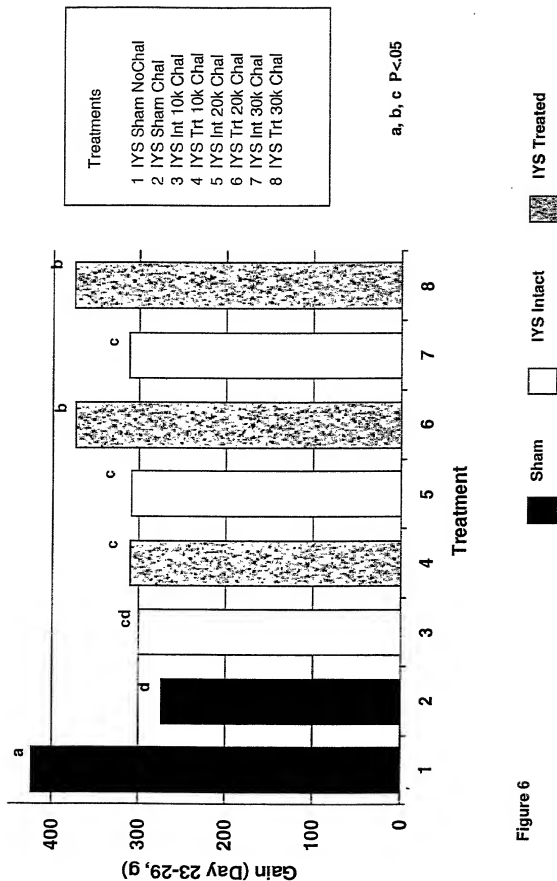 Treatments
1 IYS Sham NoChal
2 IYS Sham Chal
3 IYS Int 10k Chal
4 IYS Trt 10k Chal
5 IYS Int 20k Chal
6 IYS Trt 20k Chal
7 IYS Int 30k Chal
8 IYS Trt 30k Chal
a, b, c P<.05
Gain (Day 23-29, g)
400
300
200
100
0
a
d
cd
c
c
b
c
b
1 2 3 4 5 6 7 8
Treatment
Sham IYS Intact IYS Treated
Figure 6